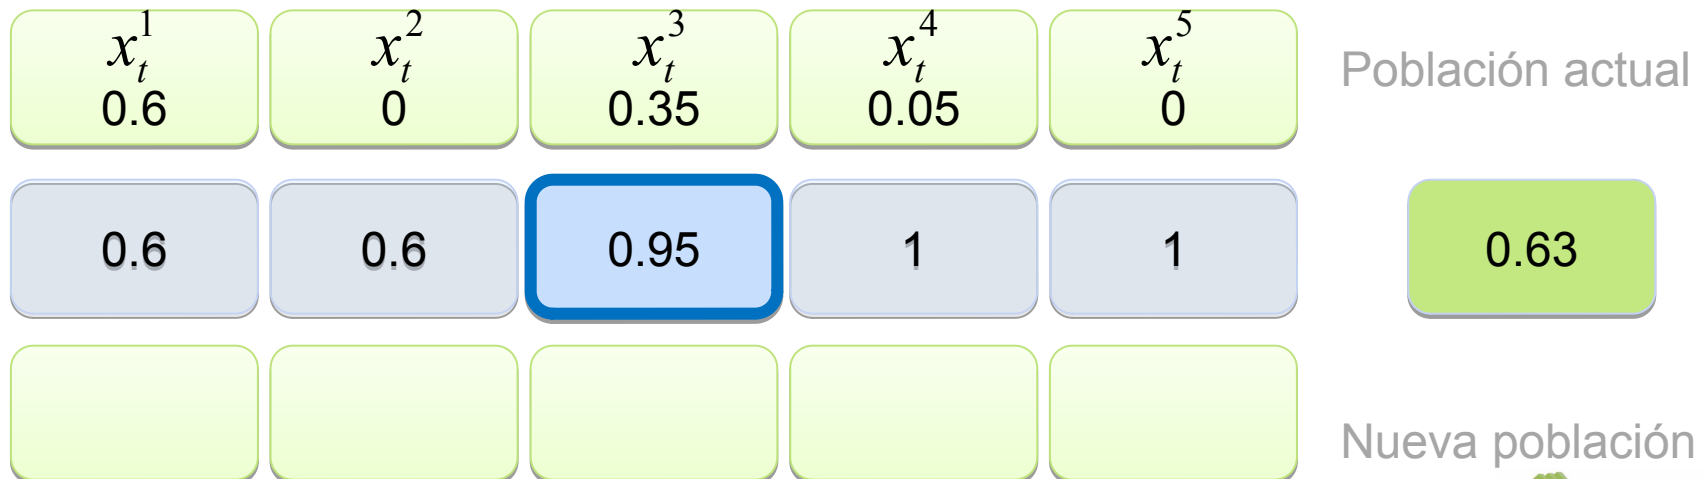 x_t^1 x_t^2 x_t^3 x_t^4 x_t^5 Población actual
0.6 0 0.35 0.05 0
0.6 0.6 0.95 1 1 0.63
Nueva población